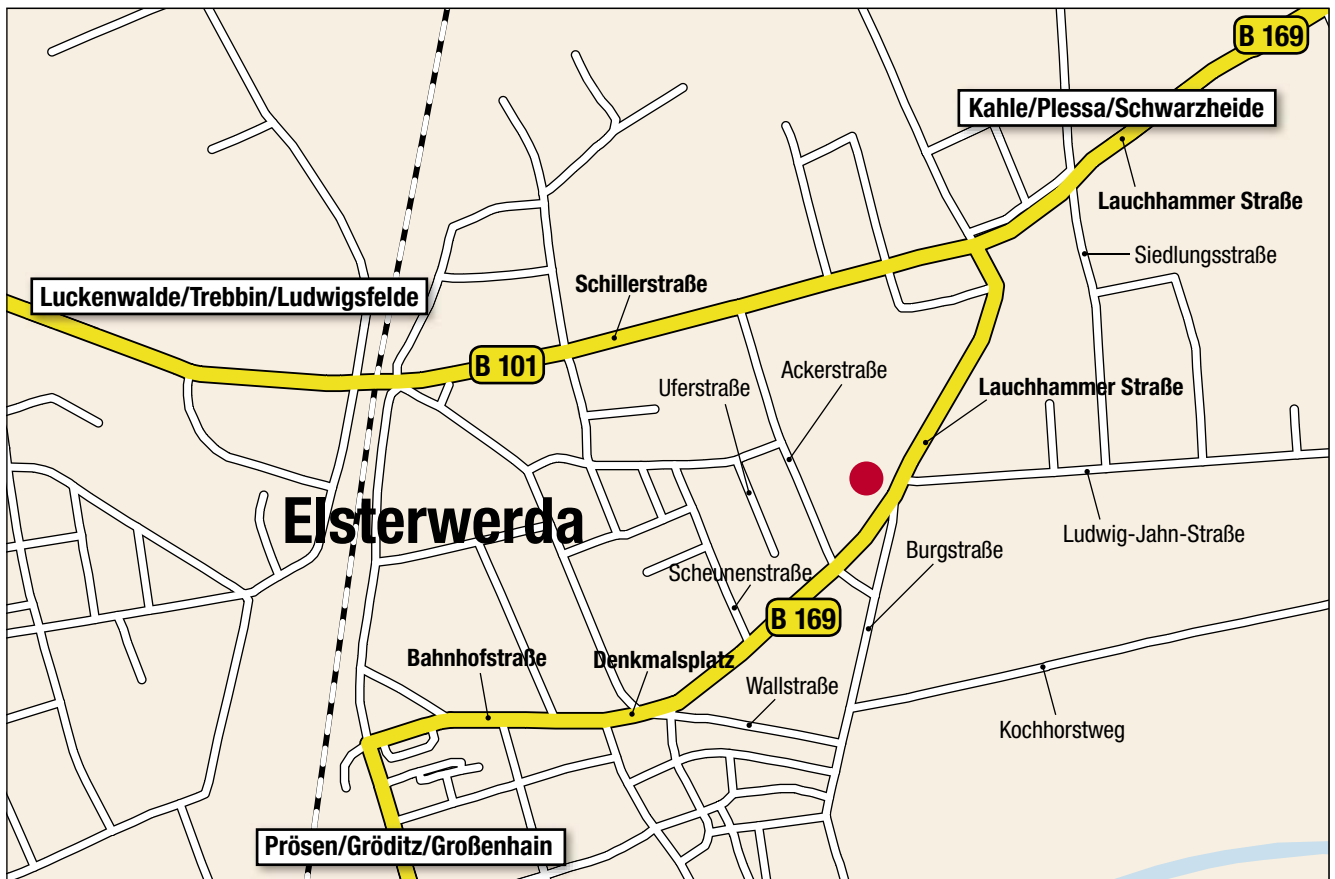 B 169
Kahle/Plessa/Schwarzheide
Lauchhammer Straße
Siedlungsstraße
Luckenwalde/Trebbin/Ludwigsfelde
Schillerstraße
B 101
Ackerstraße
Uferstraße
Lauchhammer Straße
Elsterwerda
Ludwig-Jahn-Straße
Burgstraße
Scheunenstraße
B 169
Bahnhofstraße
Denkmalsplatz
Wallstraße
Kochhorstweg
Prösen/Gröditz/Großenhain